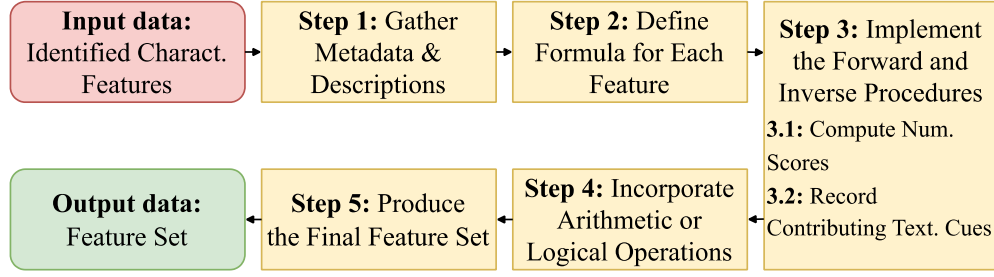 Input data:
Identified Charact.
Features
Step 1: Gather
Metadata &
Descriptions
Step 2: Define
Formula for Each
Feature
Step 3: Implement
the Forward and
Inverse Procedures
3.1: Compute Num.
Scores
3.2: Record
Contributing Text. Cues
Step 4: Incorporate
Arithmetic or
Logical Operations
Step 5: Produce
the Final Feature Set
Output data:
Feature Set